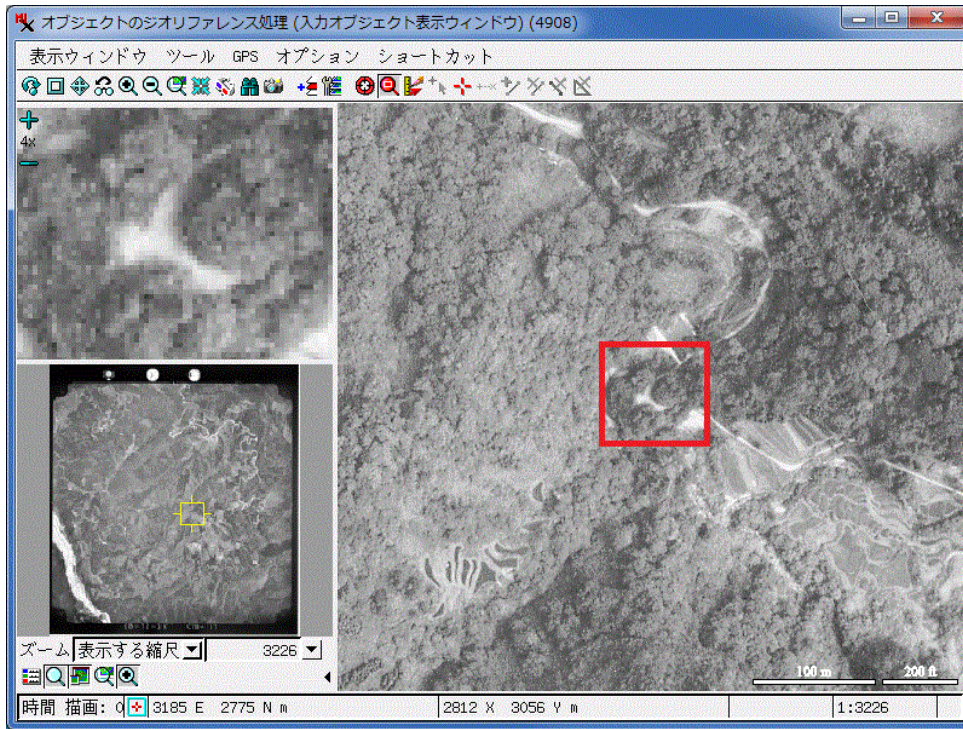 オブジェクトのジオリファレンス処理 (入力オブジェクト表示ウィンドウ) (4908)
表示ウィンドウ ツール GPS オプション ショートカット
4x
100 m 200 ft
ズーム 表示する縮尺 3226
時間 描画: 0 3185 E 2775 N m 2812 X 3056 Y m 1:3226